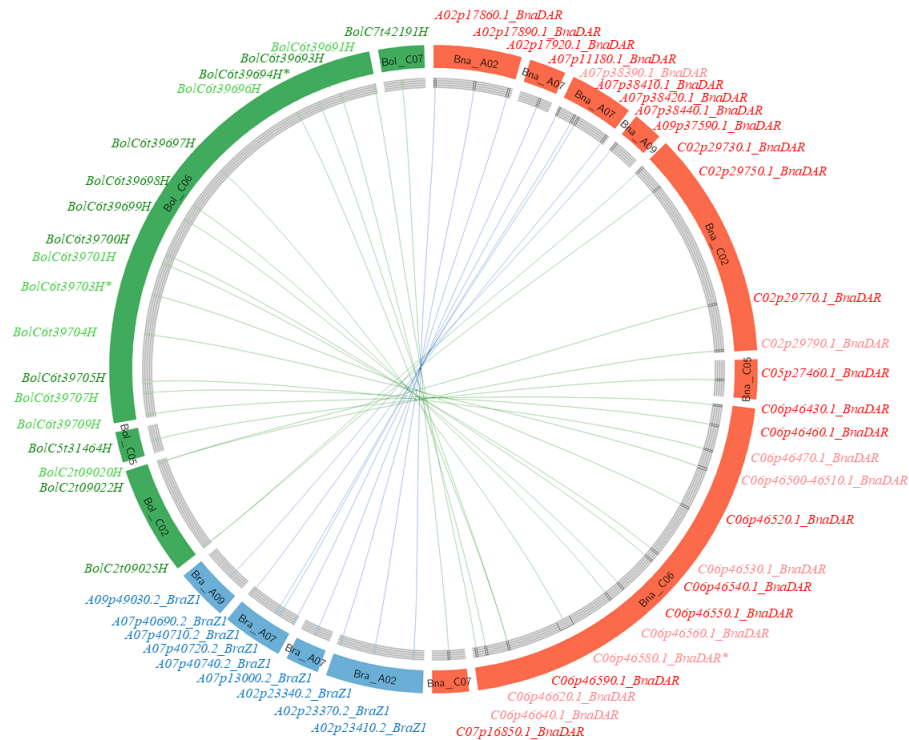 A02p17860.1_BnaDAR
A02p17890.1_BnaDAR
A02p17920.1_BnaDAR
A07p11180.1_BnaDAR
A07p38390.1_BnaDAR
A07p38410.1_BnaDAR
A07p38420.1_BnaDAR
A07p38440.1_BnaDAR
A09p37590.1_BnaDAR
C02p29730.1_BnaDAR
C02p29750.1_BnaDAR
C02p29770.1_BnaDAR
C02p29790.1_BnaDAR
C05p27460.1_BnaDAR
C06p46430.1_BnaDAR
C06p46460.1_BnaDAR
C06p46470.1_BnaDAR
C06p46500-46510.1_BnaDAR
C06p46520.1_BnaDAR
C06p46530.1_BnaDAR
C06p46540.1_BnaDAR
C06p46550.1_BnaDAR
C06p46560.1_BnaDAR
C06p46580.1_BnaDAR*
C06p46590.1_BnaDAR
C06p46620.1_BnaDAR
C06p46640.1_BnaDAR
C07p16850.1_BnaDAR
A02p23410.2_BraZ1
A02p23370.2_BraZ1
A02p23340.2_BraZ1
A07p13000.2_BraZ1
A07p40740.2_BraZ1
A07p40720.2_BraZ1
A07p40710.2_BraZ1
A07p40690.2_BraZ1
A09p49030.2_BraZ1
BolC2t09025H
BolC2t09022H
BolC2t09020H
BolC5t31464H
BolC6t39709H
BolC6t39707H
BolC6t39705H
BolC6t39704H
BolC6t39703H*
BolC6t39701H
BolC6t39700H
BolC6t39699H
BolC6t39698H
BolC6t39697H
BolC6t39696H
BolC6t39694H*
BolC6t39693H
BolC6t39691H
BolC7t42191H
Bna_A02
Bna_A07
Bna_A07
Bna_A09
Bna_C02
Bna_C05
Bna_C06
Bna_C07
Bra_A02
Bra_A07
Bra_A07
Bra_A09
Bol_C02
Bol_C05
Bol_C06
Bol_C07